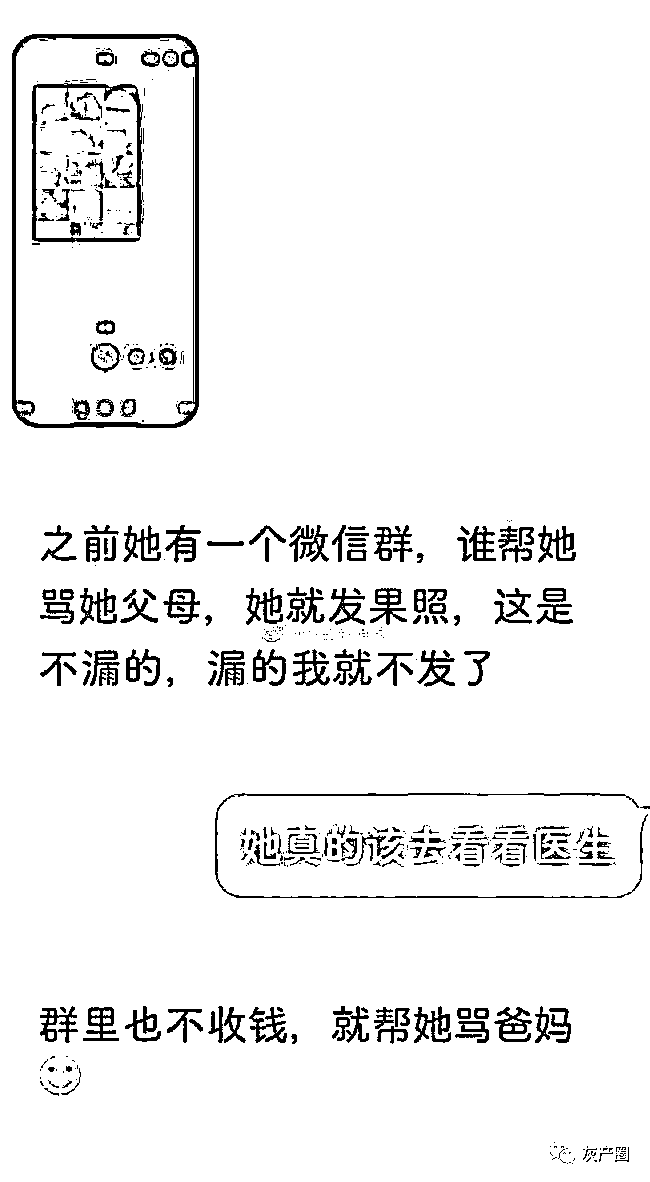 之前她有一个微信群，谁帮她
骂她父母，她就发果照，这是
不漏的，漏的我就不发了
她真的该去看看医生
群里也不收钱，就帮她骂爸妈
灰产圈